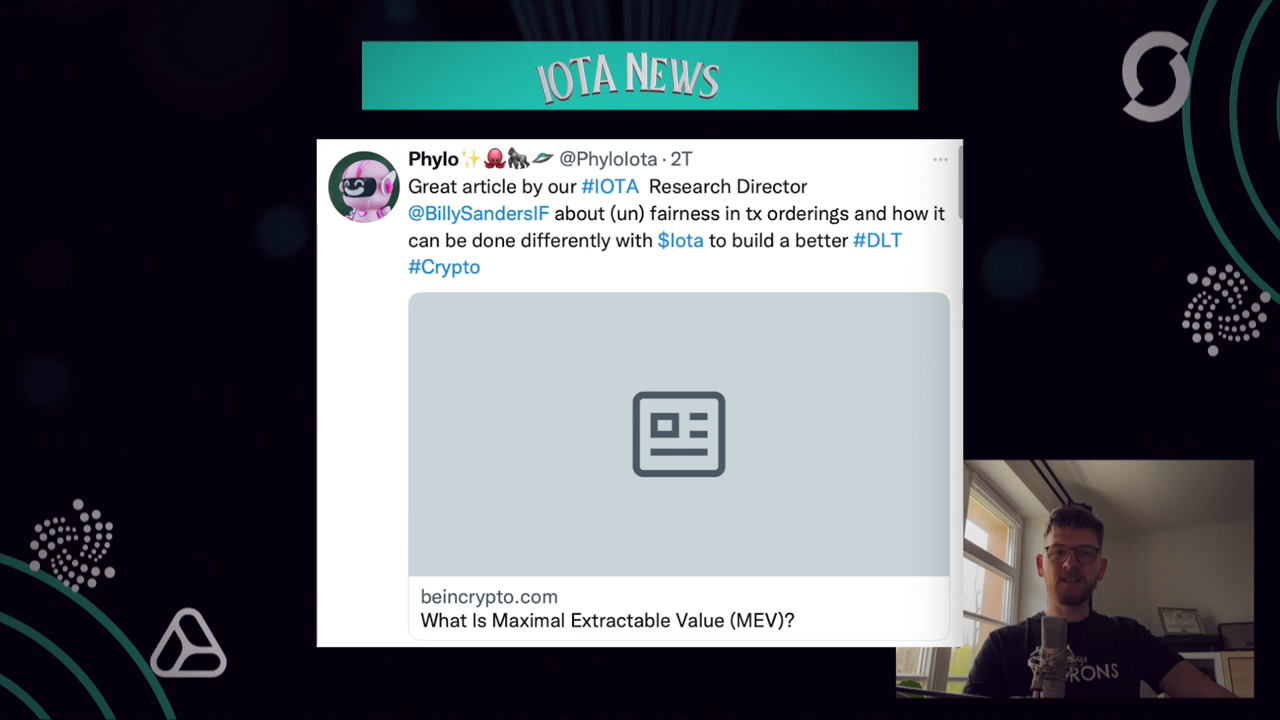 IOTA NEWS
Phylo✨🐙🦍🛸 @PhyloIota · 2T
Great article by our #IOTA Research Director
@BillySandersIF about (un) fairness in tx orderings and how it
can be done differently with $Iota to build a better #DLT
#Crypto
beincrypto.com
What Is Maximal Extractable Value (MEV)?